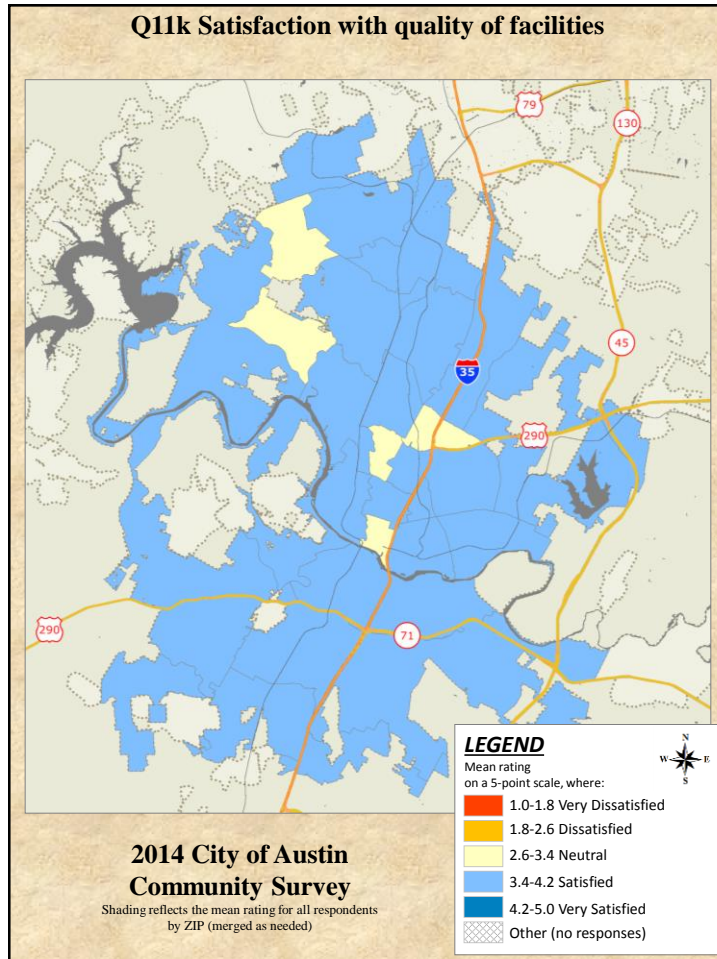 Q11k Satisfaction with quality of facilities
79
130
45
35
290
290
71
LEGEND
Mean rating
on a 5-point scale, where:
N
W E
S
1.0-1.8 Very Dissatisfied
1.8-2.6 Dissatisfied
2.6-3.4 Neutral
3.4-4.2 Satisfied
4.2-5.0 Very Satisfied
Other (no responses)
2014 City of Austin
Community Survey
Shading reflects the mean rating for all respondents
by ZIP (merged as needed)